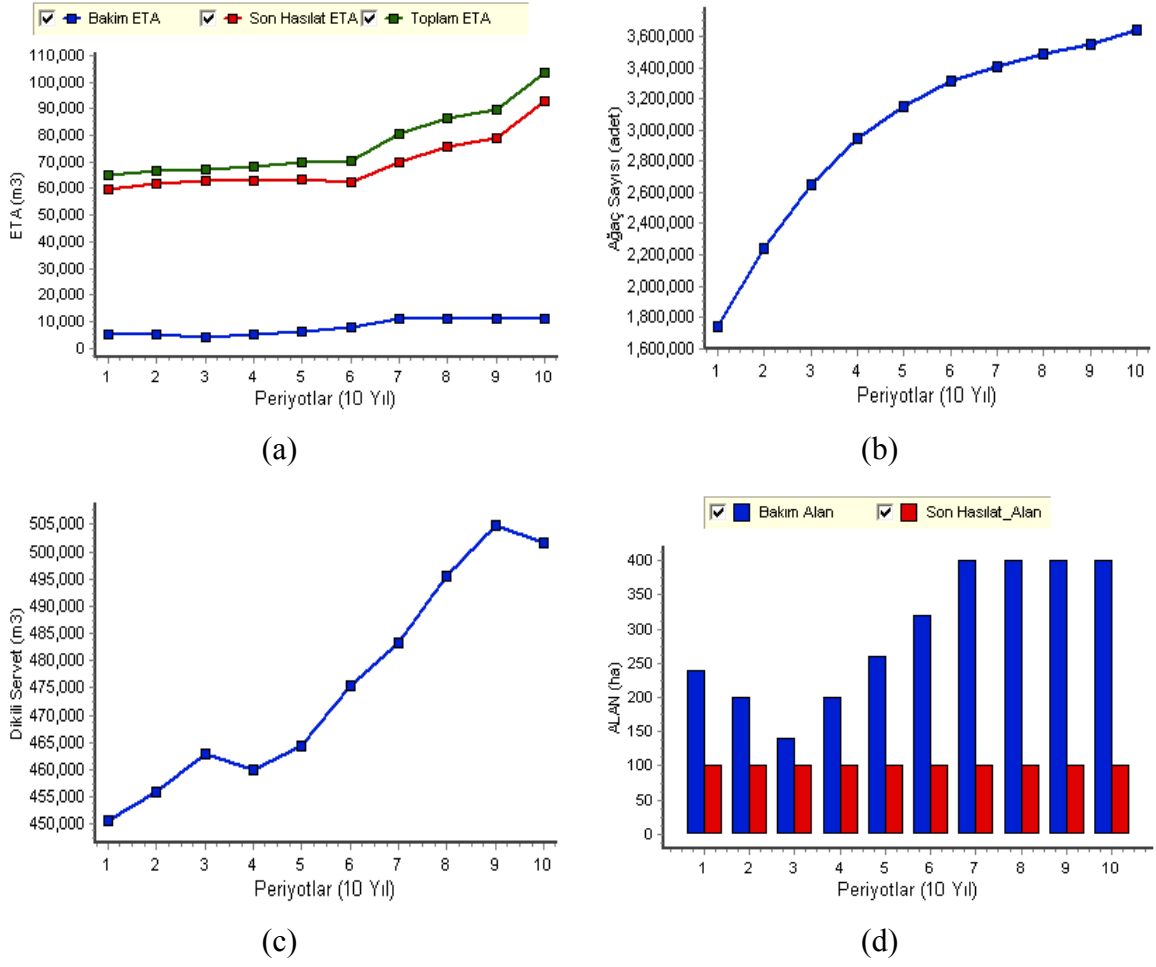 Bakim ETA Son Hasılat ETA Toplam ETA
110,000
100,000
90,000
80,000
70,000
60,000
50,000
40,000
30,000
20,000
10,000
0
ETA (m3)
1 2 3 4 5 6 7 8 9 10
Periyotlar (10 Yıl)
(a)
3,600,000
3,400,000
3,200,000
3,000,000
2,800,000
2,600,000
2,400,000
2,200,000
2,000,000
1,800,000
1,600,000
Ağaç Sayısı (adet)
1 2 3 4 5 6 7 8 9 10
Periyotlar (10 Yıl)
(b)
505,000
500,000
495,000
490,000
485,000
480,000
475,000
470,000
465,000
460,000
455,000
450,000
Dikili Servet (m3)
1 2 3 4 5 6 7 8 9 10
Periyotlar (10 Yıl)
(c)
Bakım Alan Son Hasılat_Alan
400
350
300
250
200
150
100
50
0
ALAN (ha)
1 2 3 4 5 6 7 8 9 10
Periyotlar (10 Yıl)
(d)